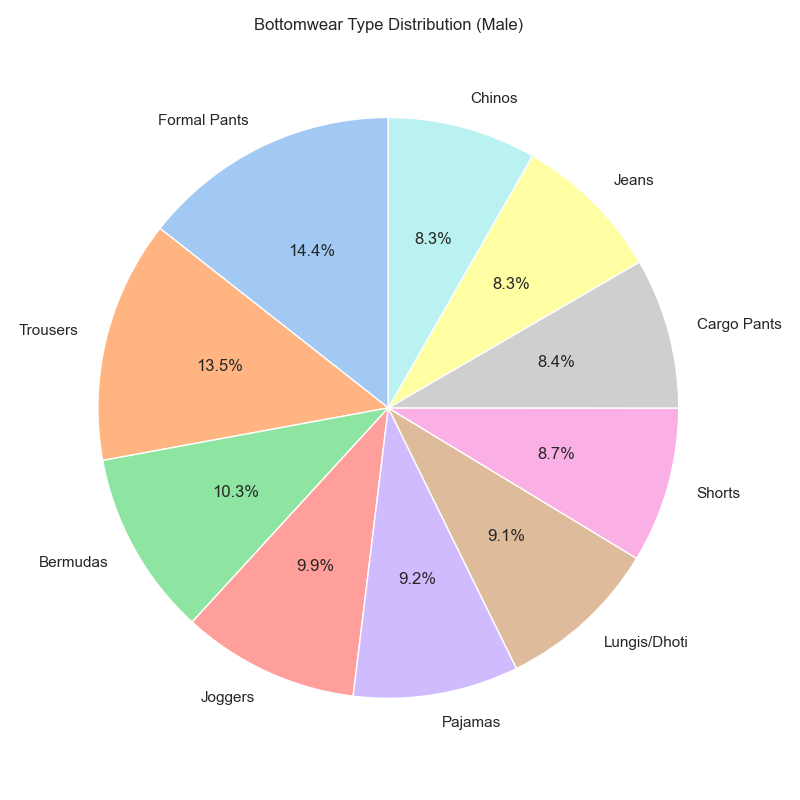 Bottomwear Type Distribution (Male)
Formal Pants
14.4%
Trousers
13.5%
Bermudas
10.3%
Joggers
9.9%
Pajamas
9.2%
Lungis/Dhoti
9.1%
Shorts
8.7%
Cargo Pants
8.4%
Jeans
8.3%
Chinos
8.3%